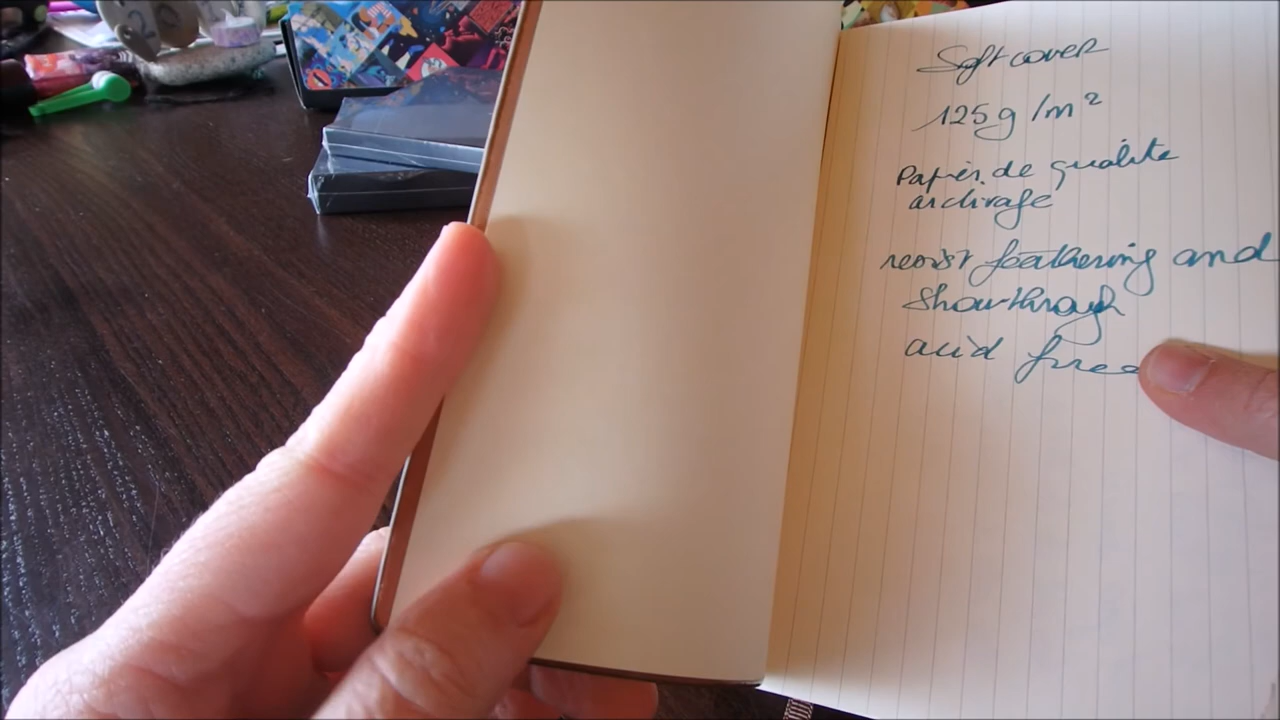 Soft cover
125g/m²
Papier de qualité
archivage
resist feathering and
Showthrough
acid free